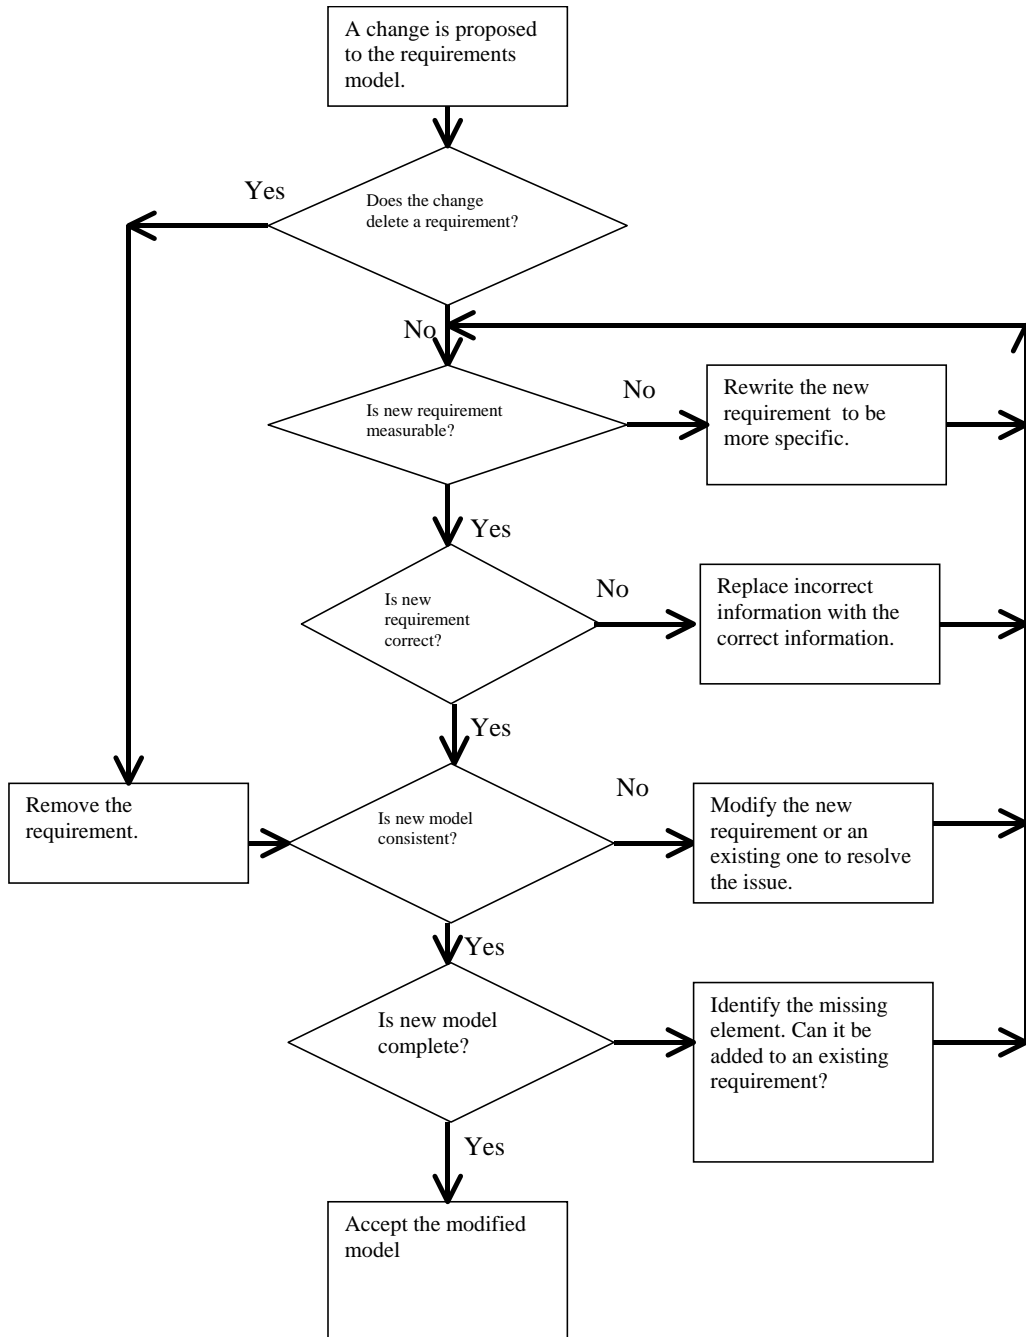 A change is proposed
to the requirements
model.
Yes
Does the change
delete a requirement?
No
Is new requirement
measurable?
No
Rewrite the new
requirement to be
more specific.
Yes
Is new
requirement
correct?
No
Replace incorrect
information with the
correct information.
Yes
Remove the
requirement.
Is new model
consistent?
No
Modify the new
requirement or an
existing one to resolve
the issue.
Yes
Is new model
complete?
Identify the missing
element. Can it be
added to an existing
requirement?
Yes
Accept the modified
model